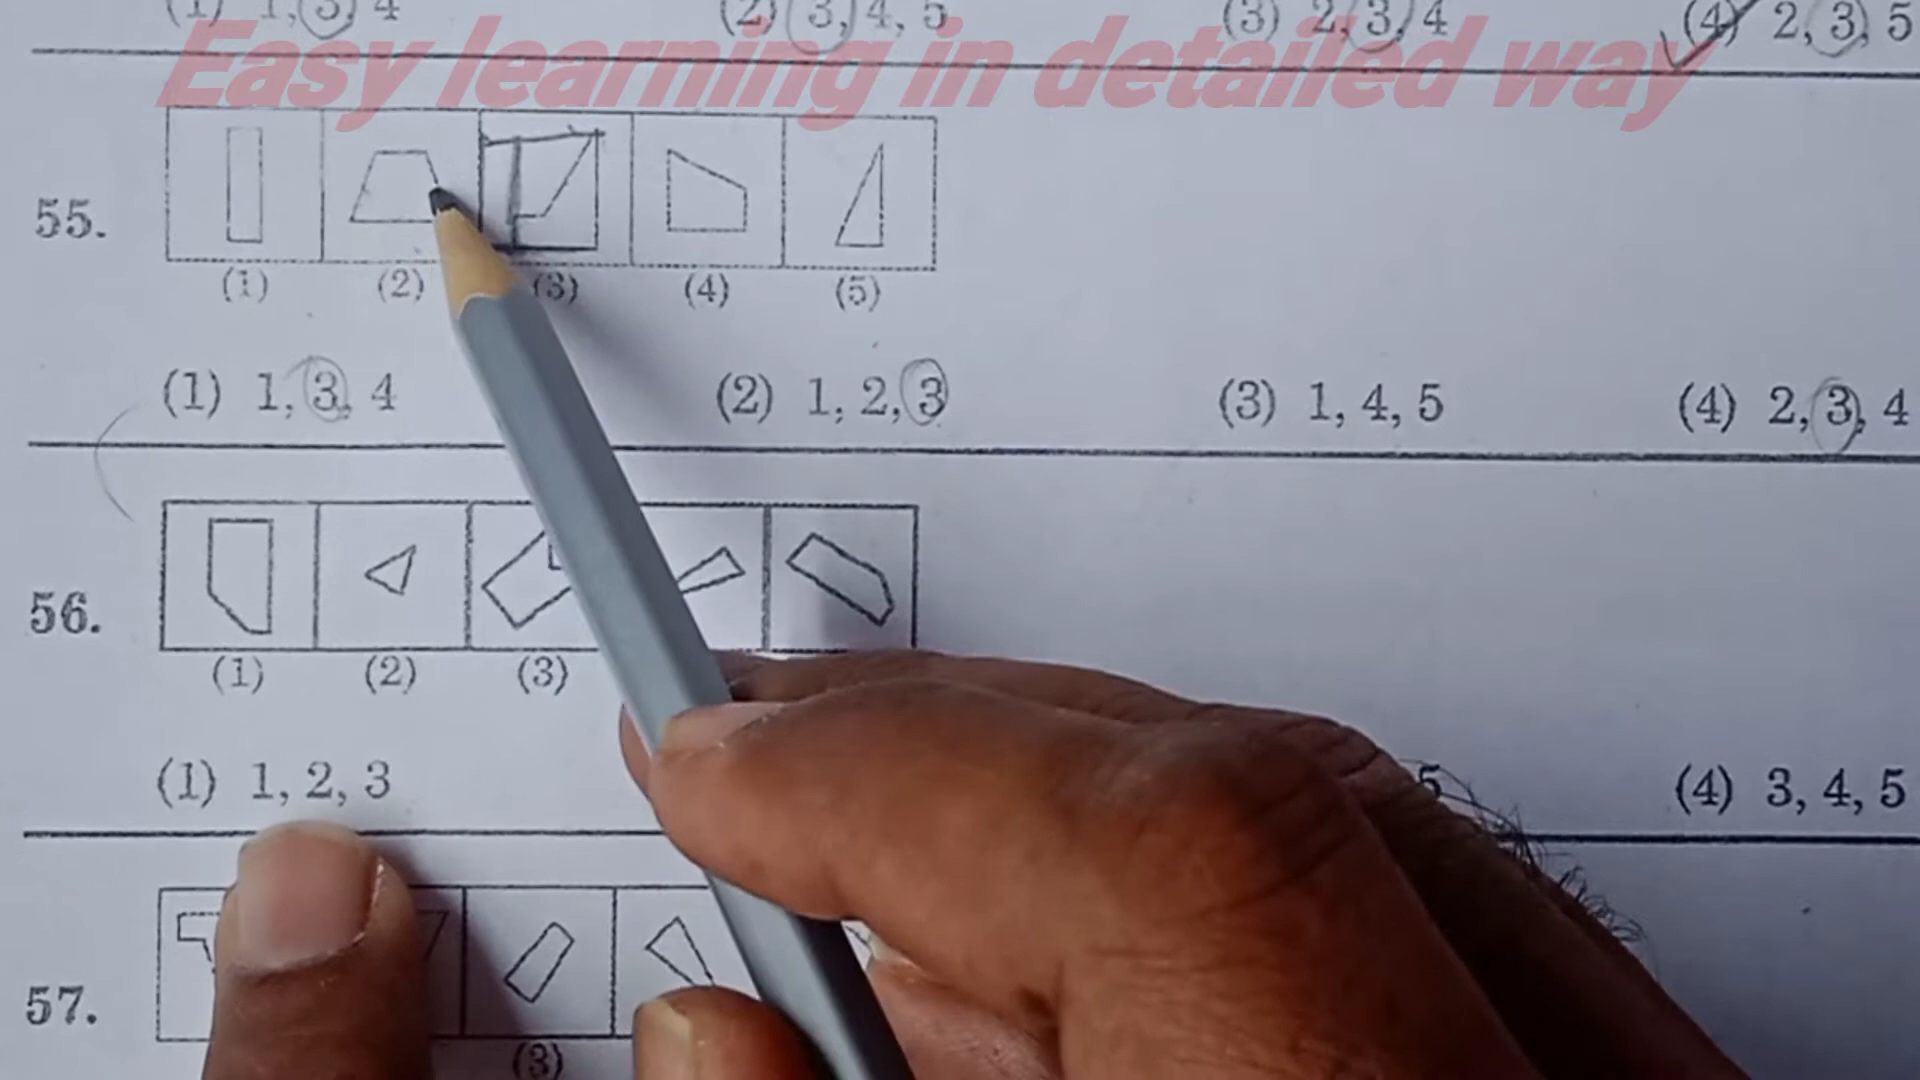 (1) 1, 3, 4 (2) 3, 4, 5 (3) 2, 3, 4 (4) 2, 3, 5
Easy learning in detailed way
55.
(1) (2) (3) (4) (5)
(1) 1, 3, 4 (2) 1, 2, 3 (3) 1, 4, 5 (4) 2, 3, 4
56.
(1) (2) (3)
(1) 1, 2, 3 5 (4) 3, 4, 5
57.
(3)